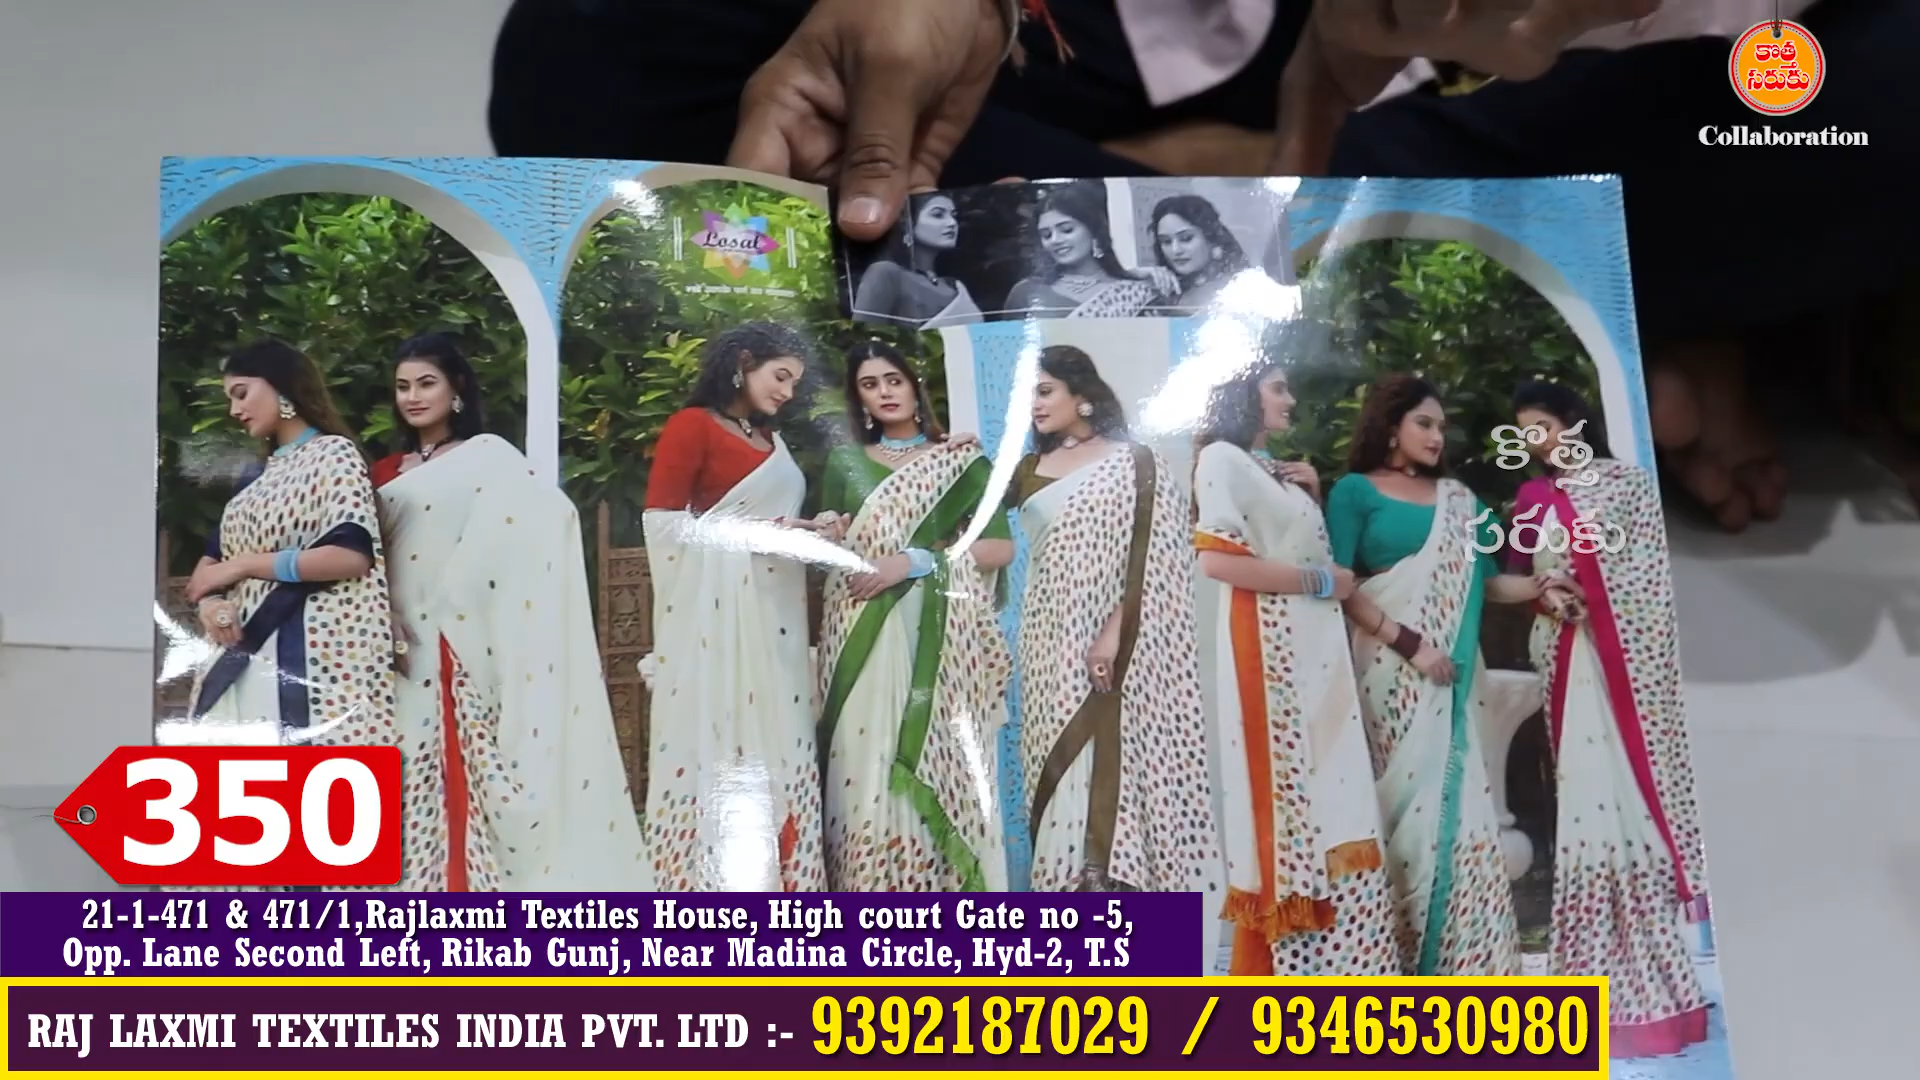 కొత్త
సరుకు
Collaboration
Losal
కొత్త
సరుకు
350
21-1-471 & 471/1,Rajlaxmi Textiles House, High court Gate no -5,
Opp. Lane Second Left, Rikab Gunj, Near Madina Circle, Hyd-2, T.S
RAJ LAXMI TEXTILES INDIA PVT. LTD :- 9392187029 / 9346530980